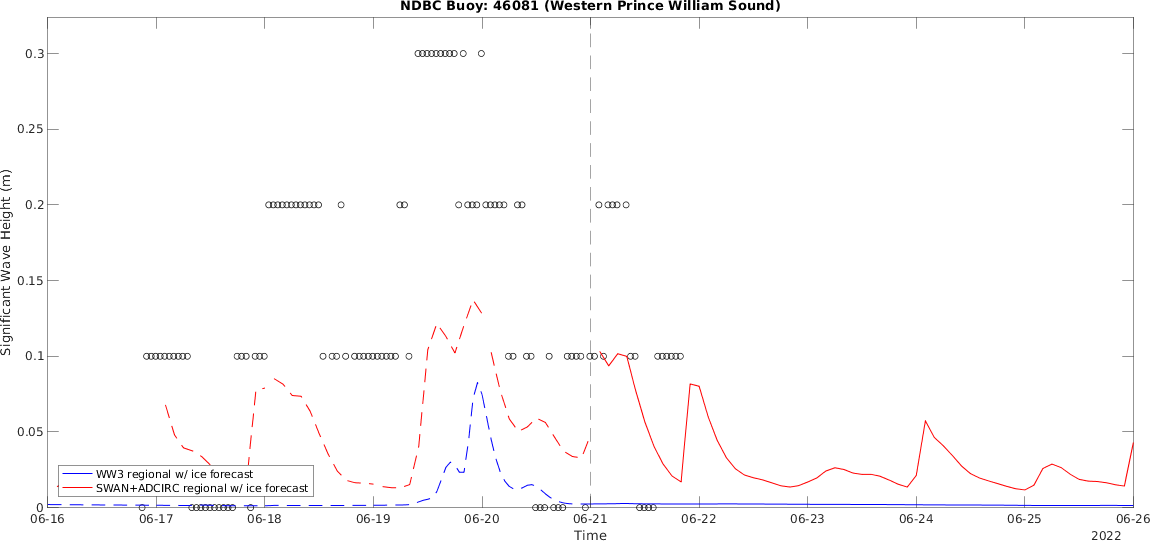 NDBC Buoy: 46081 (Western Prince William Sound)
0.3
0.25
0.2
0.15
0.1
0.05
0
Significant Wave Height (m)
WW3 regional w/ ice forecast
SWAN+ADCIRC regional w/ ice forecast
06-16 06-17 06-18 06-19 06-20 06-21 06-22 06-23 06-24 06-25 06-26
Time
2022